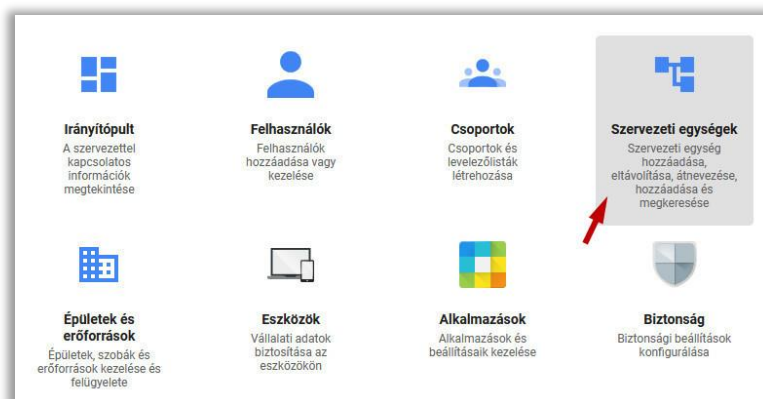 Irányítópult
A szervezettel
kapcsolatos
információk
megtekintése
Felhasználók
Felhasználók
hozzáadása vagy
kezelése
Csoportok
Csoportok és
levelezőlisták
létrehozása
Szervezeti egységek
Szervezeti egység
hozzáadása,
eltávolítása, átnevezése,
hozzáadása és
megkeresése
Épületek és
erőforrások
Épületek, szobák és
erőforrások kezelése és
felügyelete
Eszközök
Vállalati adatok
biztosítása az
eszközökön
Alkalmazások
Alkalmazások és
beállításaik kezelése
Biztonság
Biztonsági beállítások
konfigurálása